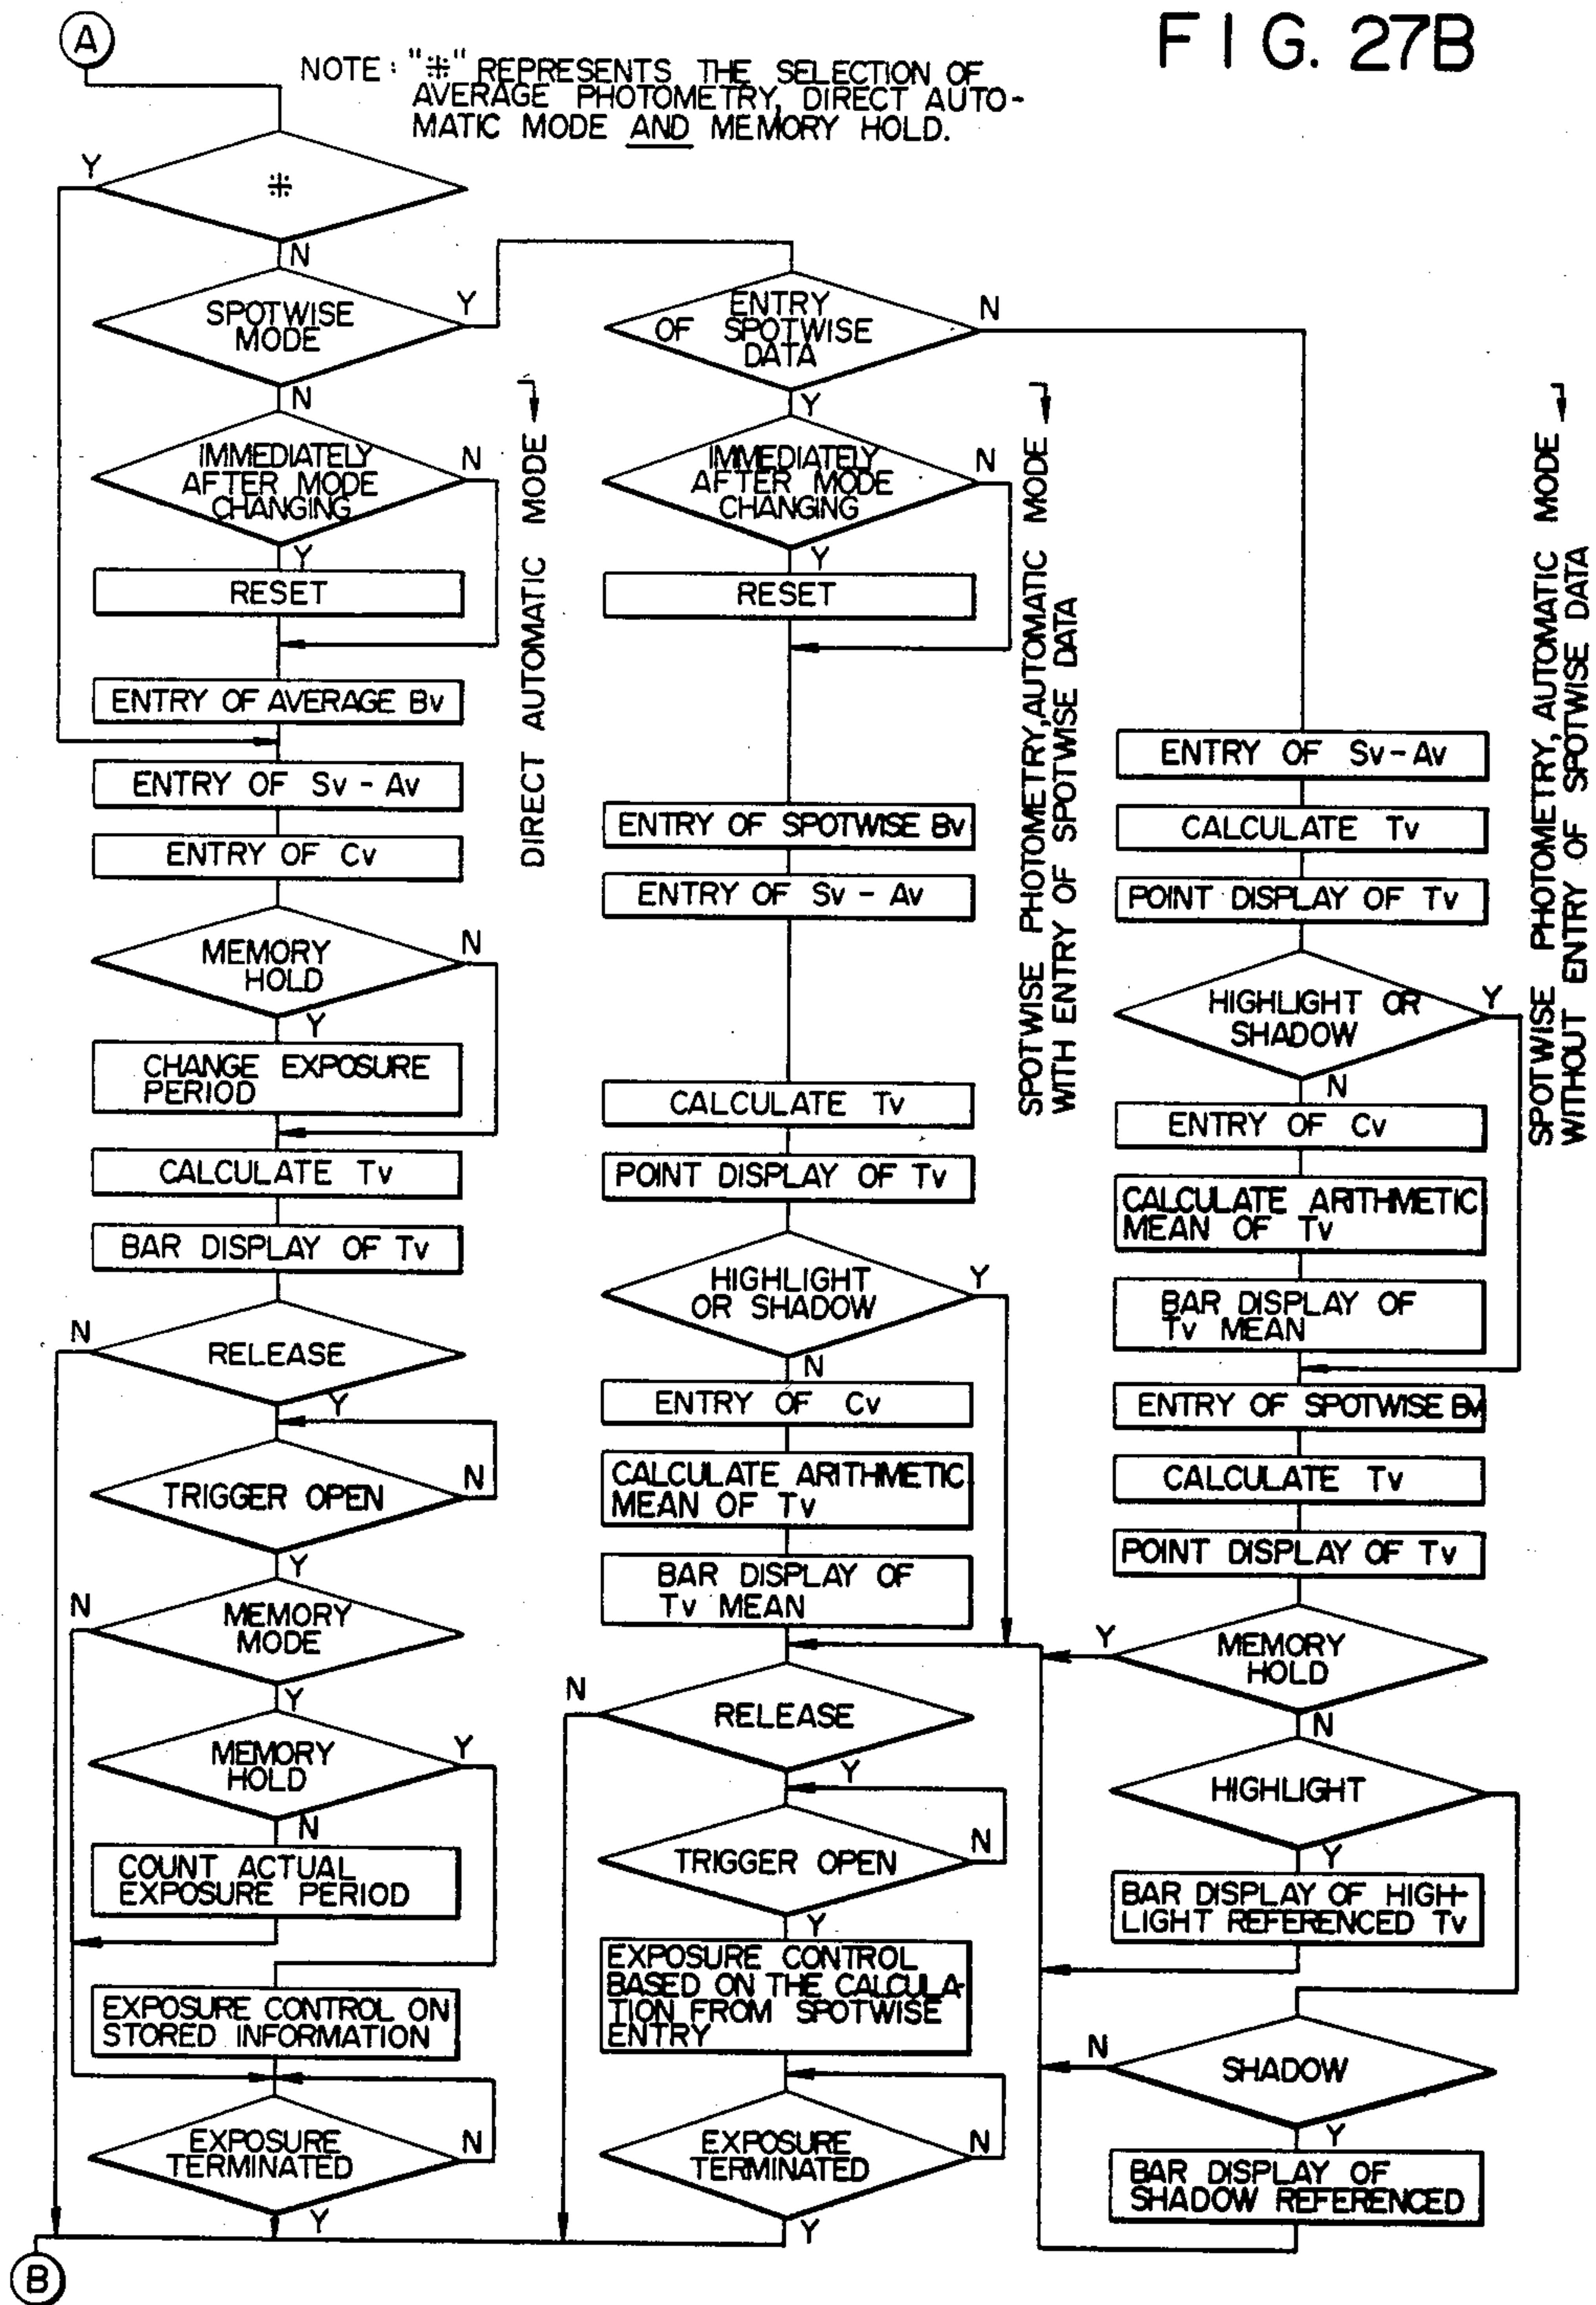 FIG. 27B
A
NOTE: "※" REPRESENTS THE SELECTION OF
AVERAGE PHOTOMETRY, DIRECT AUTO-
MATIC MODE AND MEMORY HOLD.
Y
※
N
SPOTWISE
MODE
Y
N
IMMEDIATELY
AFTER MODE
CHANGING
N
Y
RESET
ENTRY OF AVERAGE Bv
ENTRY OF Sv - Av
ENTRY OF Cv
MEMORY
HOLD
N
Y
CHANGE EXPOSURE
PERIOD
CALCULATE Tv
BAR DISPLAY OF Tv
N
RELEASE
Y
TRIGGER OPEN
N
Y
N
MEMORY
MODE
Y
MEMORY
HOLD
Y
N
COUNT ACTUAL
EXPOSURE PERIOD
EXPOSURE CONTROL ON
STORED INFORMATION
EXPOSURE
TERMINATED
N
Y
B
DIRECT AUTOMATIC MODE
ENTRY
OF SPOTWISE
DATA
N
Y
IMMEDIATELY
AFTER MODE
CHANGING
N
Y
RESET
ENTRY OF SPOTWISE Bv
ENTRY OF Sv - Av
CALCULATE Tv
POINT DISPLAY OF Tv
HIGHLIGHT
OR SHADOW
Y
N
ENTRY OF Cv
CALCULATE ARITHMETIC
MEAN OF Tv
BAR DISPLAY OF
Tv MEAN
N
RELEASE
Y
TRIGGER OPEN
N
Y
EXPOSURE CONTROL
BASED ON THE CALCULA-
TION FROM SPOTWISE
ENTRY
EXPOSURE
TERMINATED
N
Y
SPOTWISE PHOTOMETRY, AUTOMATIC MODE
WITH ENTRY OF SPOTWISE DATA
ENTRY OF Sv - Av
CALCULATE Tv
POINT DISPLAY OF Tv
HIGHLIGHT OR
SHADOW
Y
N
ENTRY OF Cv
CALCULATE ARITHMETIC
MEAN OF Tv
BAR DISPLAY OF
Tv MEAN
ENTRY OF SPOTWISE Bv
CALCULATE Tv
POINT DISPLAY OF Tv
Y
MEMORY
HOLD
N
HIGHLIGHT
Y
BAR DISPLAY OF HIGH-
LIGHT REFERENCED Tv
N
SHADOW
Y
BAR DISPLAY OF
SHADOW REFERENCED
SPOTWISE PHOTOMETRY, AUTOMATIC MODE
WITHOUT ENTRY OF SPOTWISE DATA